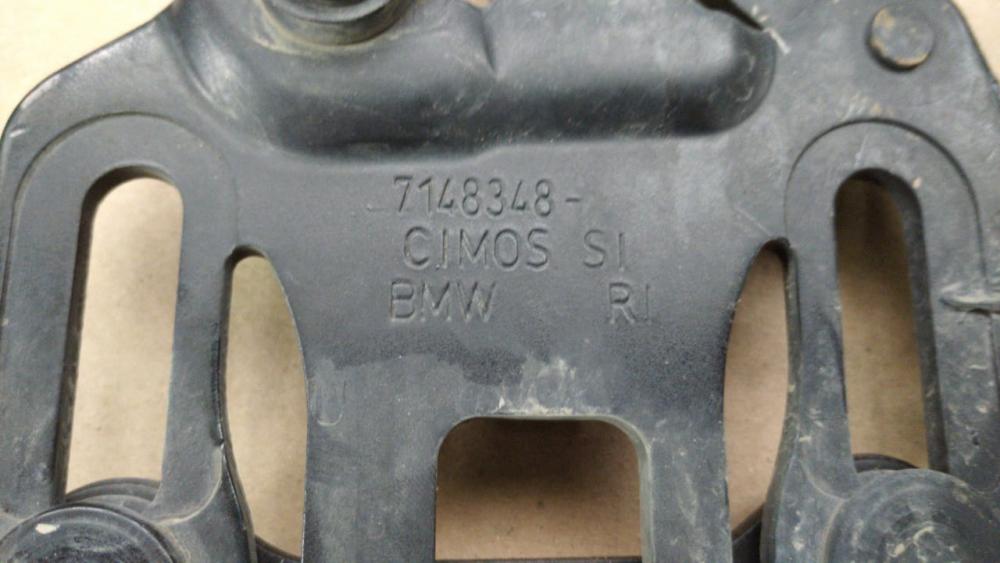 7148348-
CIMOS SI
BMW RI